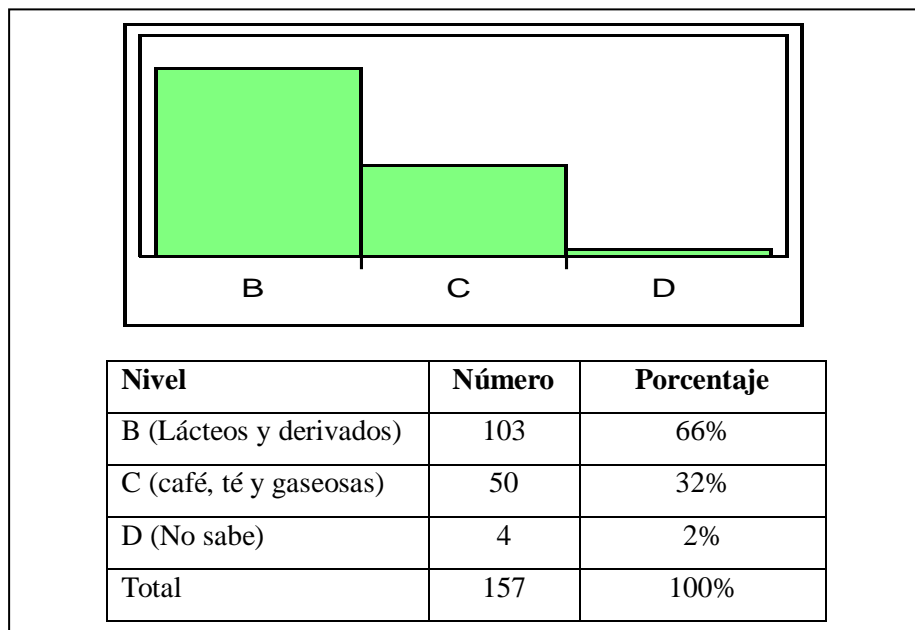 B C D
Nivel Número Porcentaje
B (Lácteos y derivados) 103 66%
C (café, té y gaseosas) 50 32%
D (No sabe) 4 2%
Total 157 100%